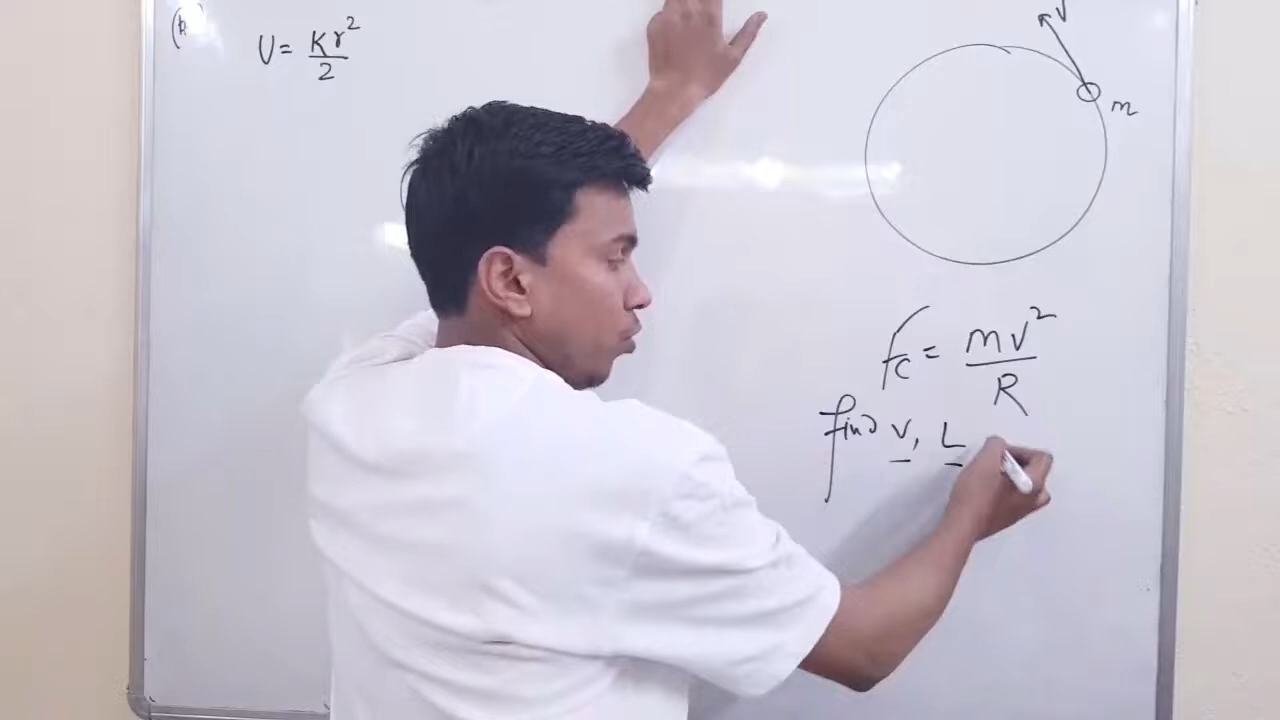 U = Kr²/2
v
m
fc = mv²/R
find v, L